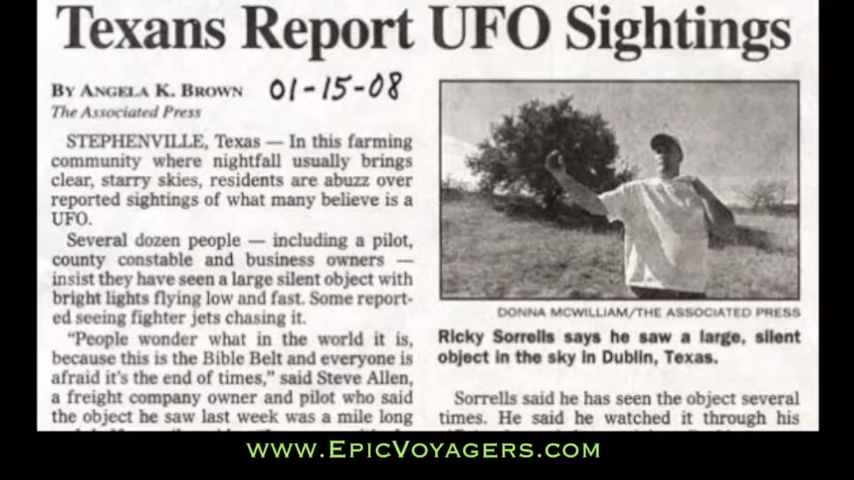 Texans Report UFO Sightings
BY ANGELA K. BROWN 01-15-08
The Associated Press
STEPHENVILLE, Texas — In this farming
community where nightfall usually brings
clear, starry skies, residents are abuzz over
reported sightings of what many believe is a
UFO.
Several dozen people — including a pilot,
county constable and business owners —
insist they have seen a large silent object with
bright lights flying low and fast. Some report-
ed seeing fighter jets chasing it.
“People wonder what in the world it is,
because this is the Bible Belt and everyone is
afraid it's the end of times,” said Steve Allen,
a freight company owner and pilot who said
the object he saw last week was a mile long
DONNA MCWILLIAM/THE ASSOCIATED PRESS
Ricky Sorrells says he saw a large, silent
object in the sky in Dublin, Texas.
Sorrells said he has seen the object several
times. He said he watched it through his
www.EpicVoyagers.com